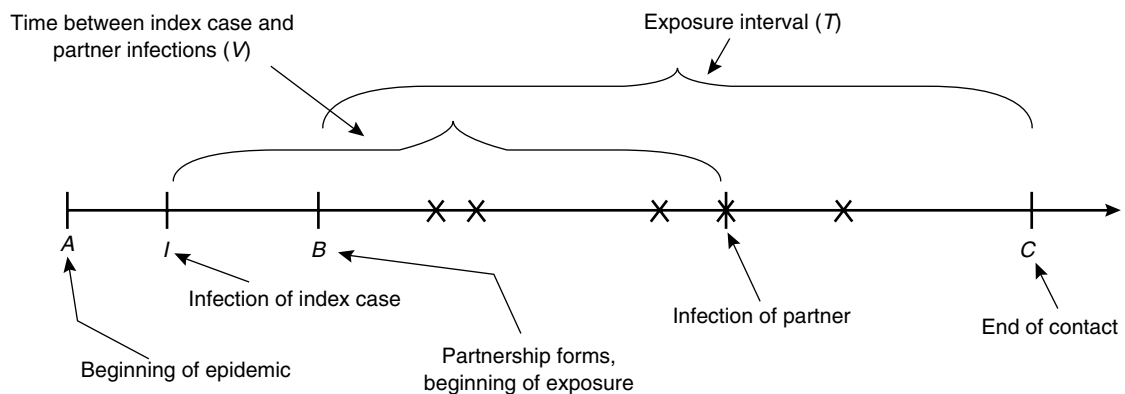 Time between index case and
partner infections (V)
Exposure interval (T)
A
I
B
C
Infection of index case
Infection of partner
End of contact
Beginning of epidemic
Partnership forms,
beginning of exposure